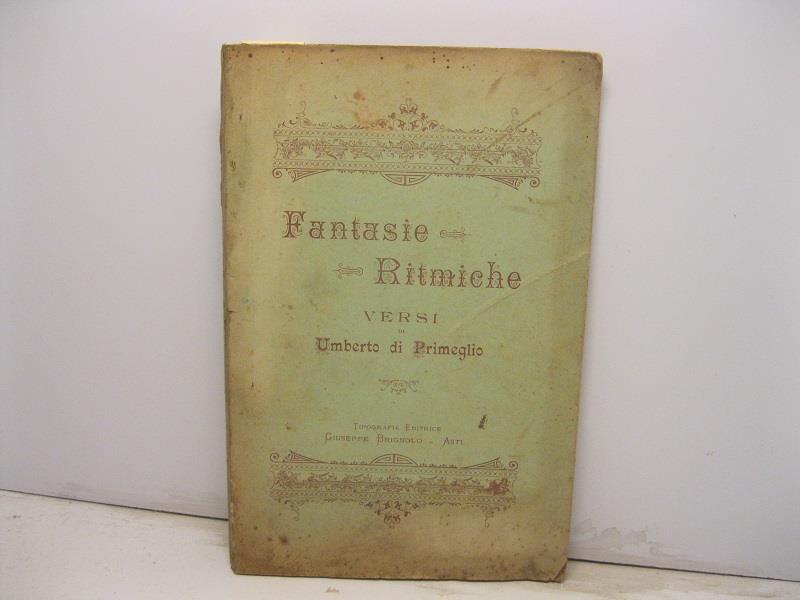 Fantasie
Ritmiche
VERSI
DI
Umberto di Primeglio
TIPOGRAFIA EDITRICE
GIUSEPPE BRIGNOLO - ASTI.